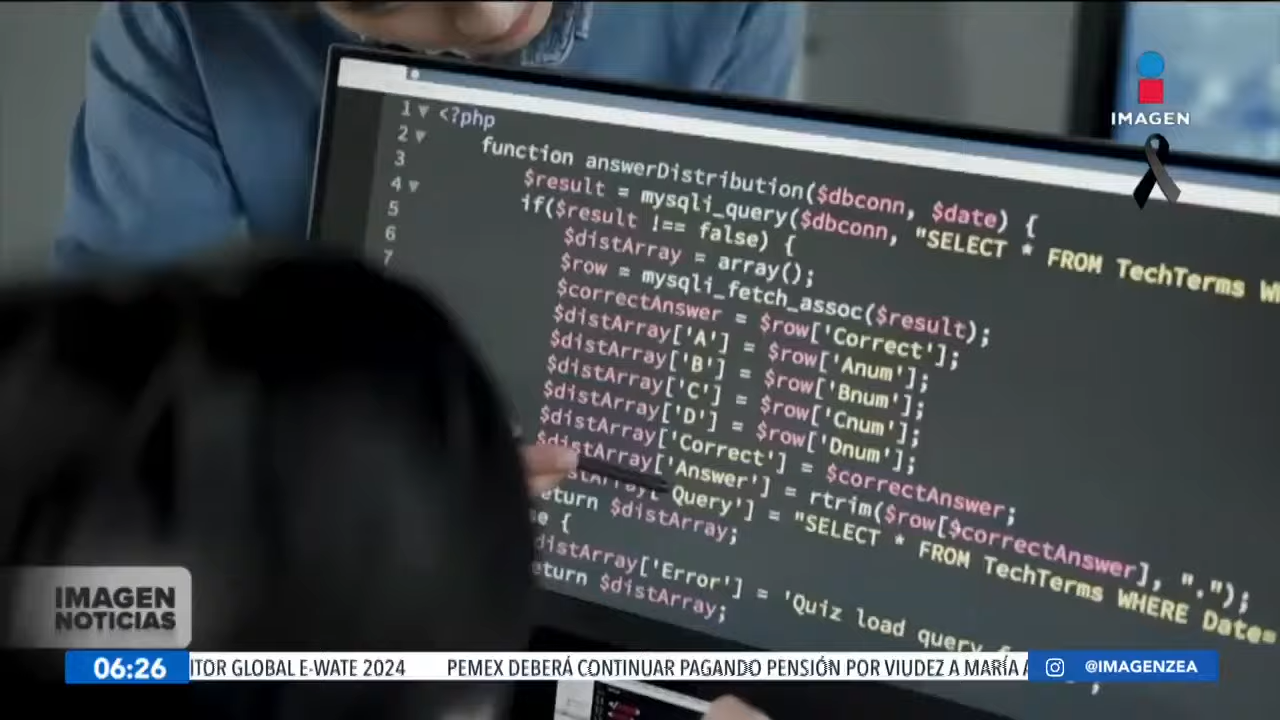 IMAGEN
1 <?php
2 function answerDistribution($dbconn, $date) {
3 $result = mysqli_query($dbconn, "SELECT * FROM TechTerms
4 if($result !== false) {
5 $distArray = array();
6 $row = mysqli_fetch_assoc($result);
7 $correctAnswer = $row['Correct'];
$distArray['A'] = $row['Anum'];
$distArray['B'] = $row['Bnum'];
$distArray['C'] = $row['Cnum'];
$distArray['D'] = $row['Dnum'];
$distArray['Correct'] = $correctAnswer;
$distArray['Answer'] = rtrim($row[$correctAnswer], ".");
Query'] = "SELECT * FROM TechTerms WHERE Date=
eturn $distArray;
e {
distArray['Error'] = 'Quiz load query
eturn $distArray;
IMAGEN
NOTICIAS
06:26 ITOR GLOBAL E-WATE 2024 PEMEX DEBERÁ CONTINUAR PAGANDO PENSIÓN POR VIUDEZ A MARÍA @IMAGENZEA